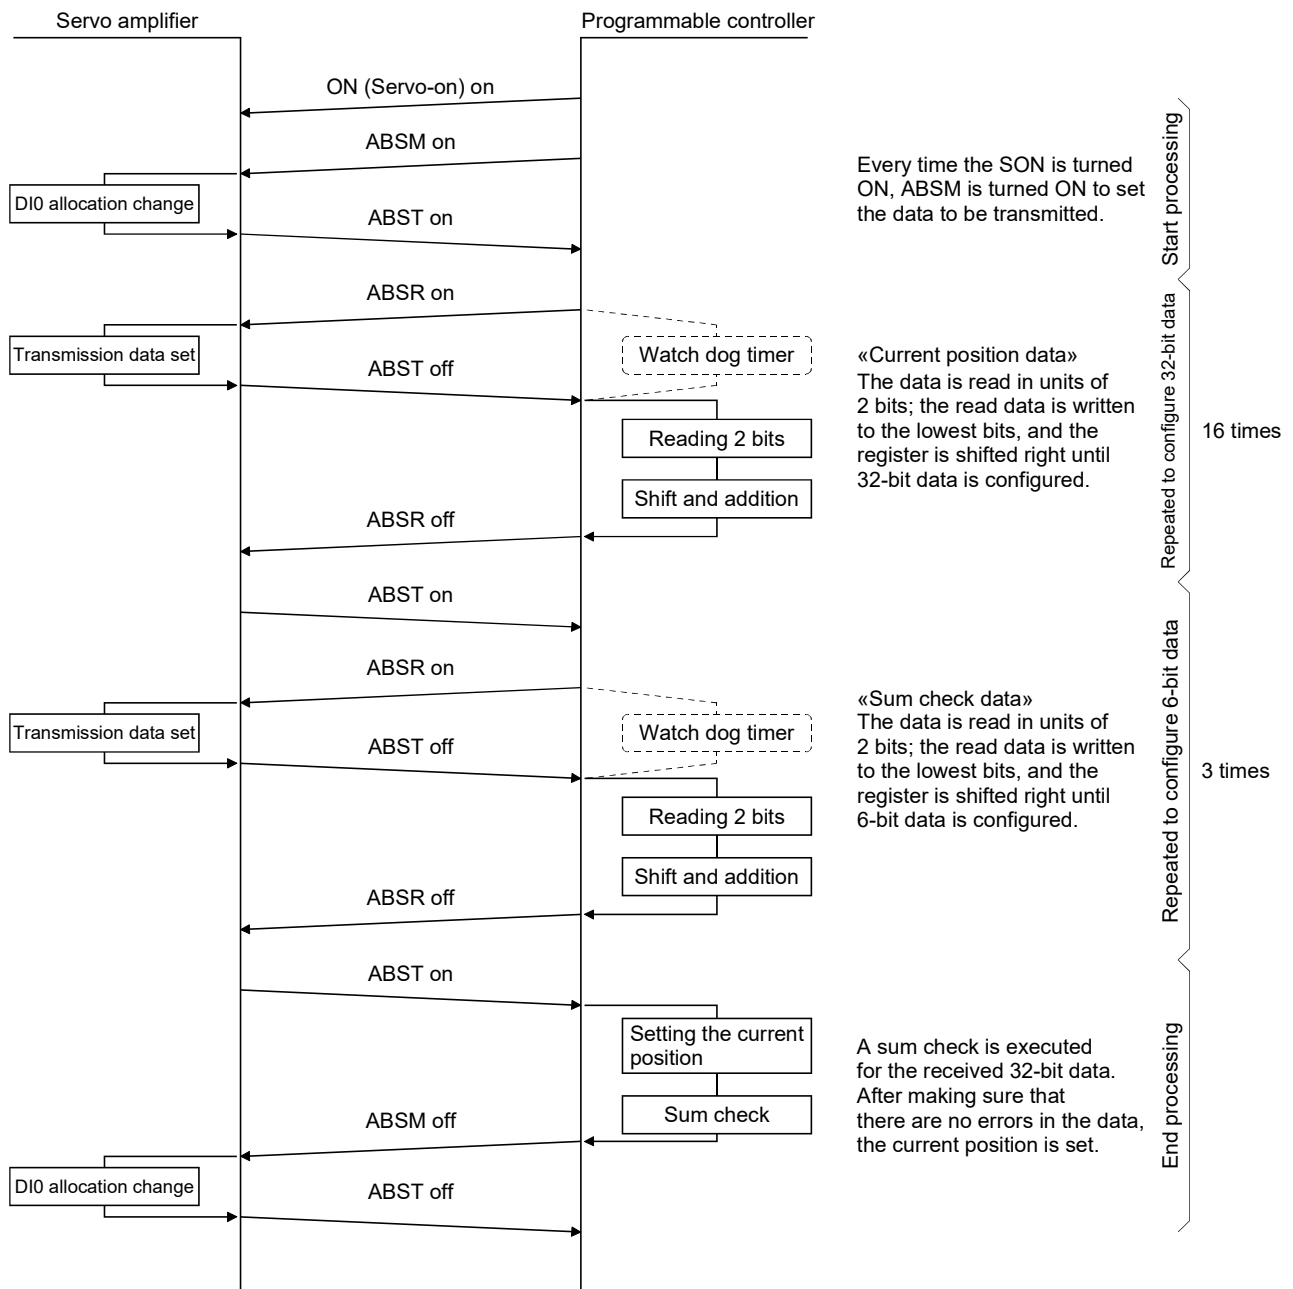 Servo amplifier
Programmable controller
ON (Servo-on) on
ABSM on
DI0 allocation change
ABST on
Every time the SON is turned
ON, ABSM is turned ON to set
the data to be transmitted.
Start processing
ABSR on
Transmission data set
Watch dog timer
ABST off
Reading 2 bits
Shift and addition
ABSR off
«Current position data»
The data is read in units of
2 bits; the read data is written
to the lowest bits, and the
register is shifted right until
32-bit data is configured.
Repeated to configure 32-bit data
16 times
ABST on
ABSR on
Transmission data set
Watch dog timer
ABST off
Reading 2 bits
Shift and addition
ABSR off
«Sum check data»
The data is read in units of
2 bits; the read data is written
to the lowest bits, and the
register is shifted right until
6-bit data is configured.
Repeated to configure 6-bit data
3 times
ABST on
Setting the current
position
Sum check
ABSM off
DI0 allocation change
ABST off
A sum check is executed
for the received 32-bit data.
After making sure that
there are no errors in the data,
the current position is set.
End processing